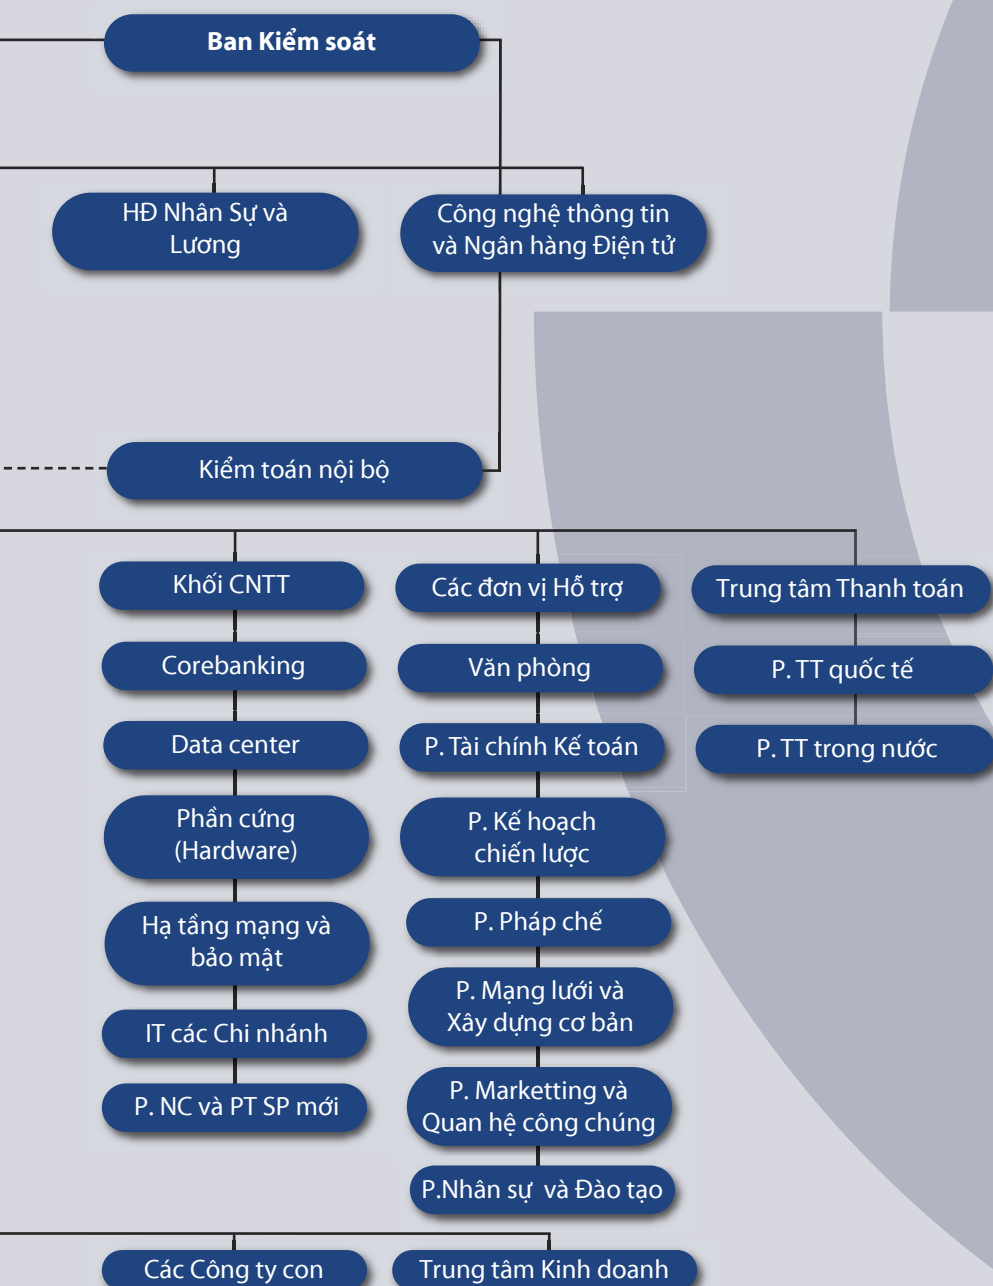 Ban Kiểm soát
HĐ Nhân Sự và
Lương
Công nghệ thông tin
và Ngân hàng Điện tử
Kiểm toán nội bộ
Khối CNTT
Corebanking
Data center
Phần cứng
(Hardware)
Hạ tầng mạng và
bảo mật
IT các Chi nhánh
P. NC và PT SP mới
Các đơn vị Hỗ trợ
Văn phòng
P. Tài chính Kế toán
P. Kế hoạch
chiến lược
P. Pháp chế
P. Mạng lưới và
Xây dựng cơ bản
P. Marketting và
Quan hệ công chúng
P.Nhân sự và Đào tạo
Trung tâm Thanh toán
P. TT quốc tế
P. TT trong nước
Các Công ty con
Trung tâm Kinh doanh